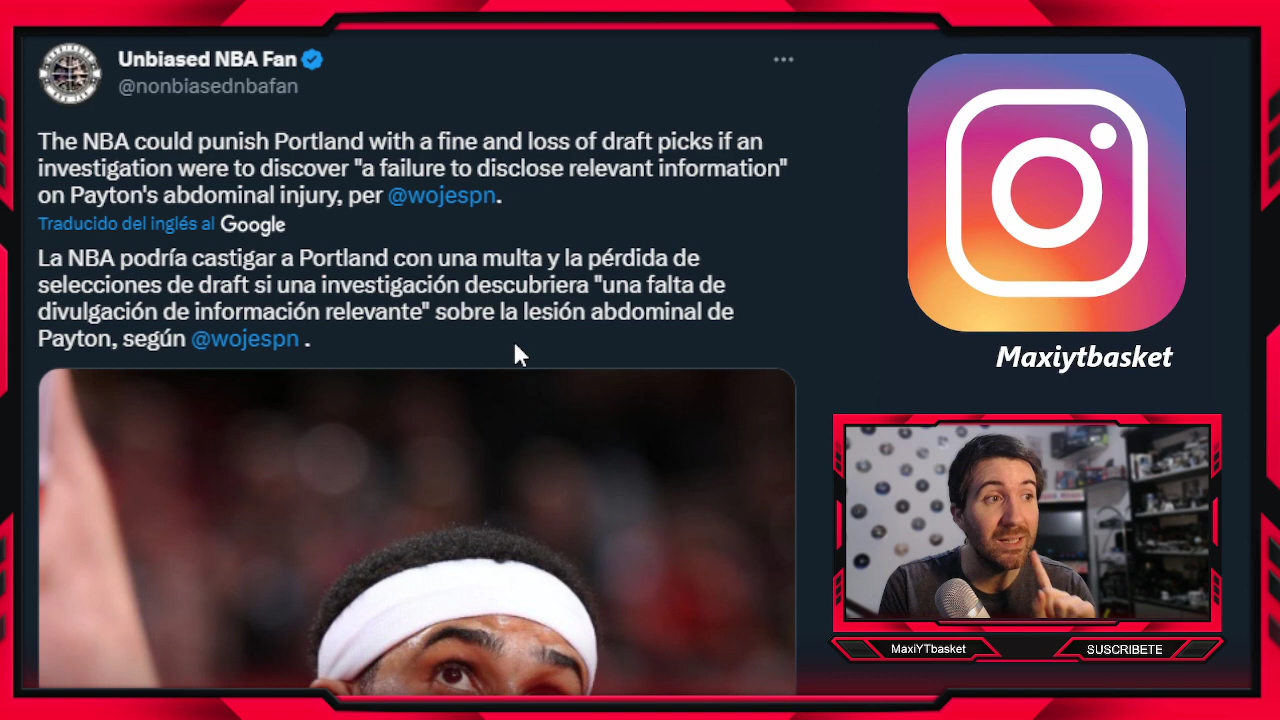 Unbiased NBA Fan
@nonbiasednbafan
The NBA could punish Portland with a fine and loss of draft picks if an
investigation were to discover "a failure to disclose relevant information"
on Payton's abdominal injury, per @wojespn.
Traducido del inglés al Google
La NBA podría castigar a Portland con una multa y la pérdida de
selecciones de draft si una investigación descubriera "una falta de
divulgación de información relevante" sobre la lesión abdominal de
Payton, según @wojespn .
Maxiytbasket
MaxiYTbasket
SUSCRIBETE